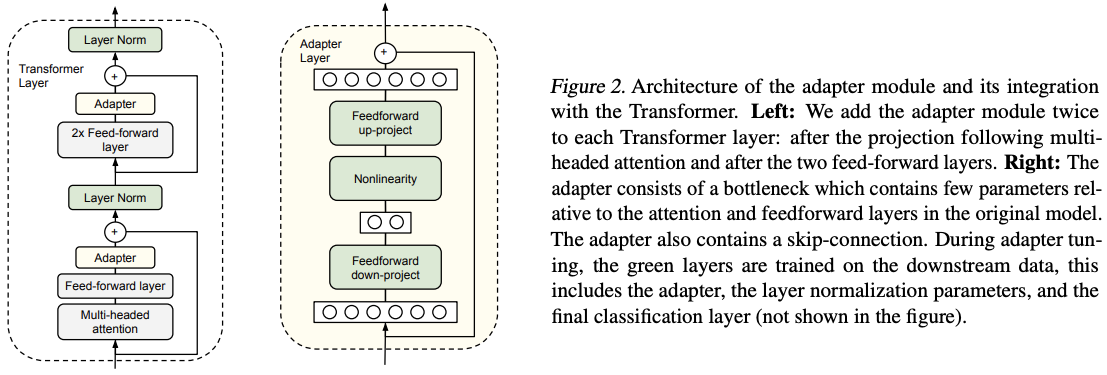 Layer Norm
Transformer
Layer
+
Adapter
2x Feed-forward
layer
Layer Norm
+
Adapter
Feed-forward layer
Multi-headed
attention
Adapter
Layer
+
Feedforward
up-project
Nonlinearity
Feedforward
down-project
Figure 2. Architecture of the adapter module and its integration
with the Transformer. Left: We add the adapter module twice
to each Transformer layer: after the projection following multi-
headed attention and after the two feed-forward layers. Right: The
adapter consists of a bottleneck which contains few parameters rel-
ative to the attention and feedforward layers in the original model.
The adapter also contains a skip-connection. During adapter tun-
ing, the green layers are trained on the downstream data, this
includes the adapter, the layer normalization parameters, and the
final classification layer (not shown in the figure).